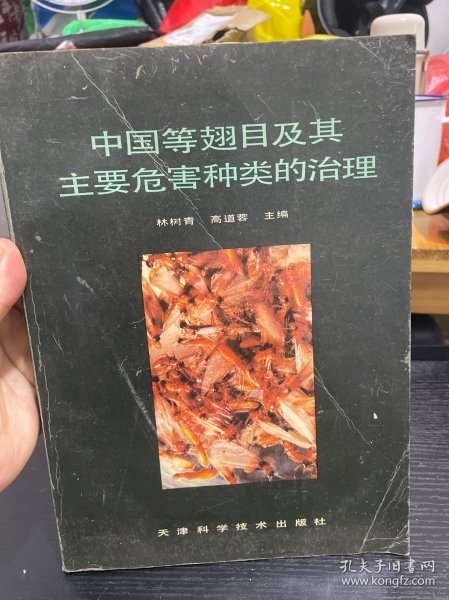 中国等翅目及其
主要危害种类的治理
林树青 高道蓉 主编
天津科学技术出版社
孔夫子旧书网
www.kongfz.com